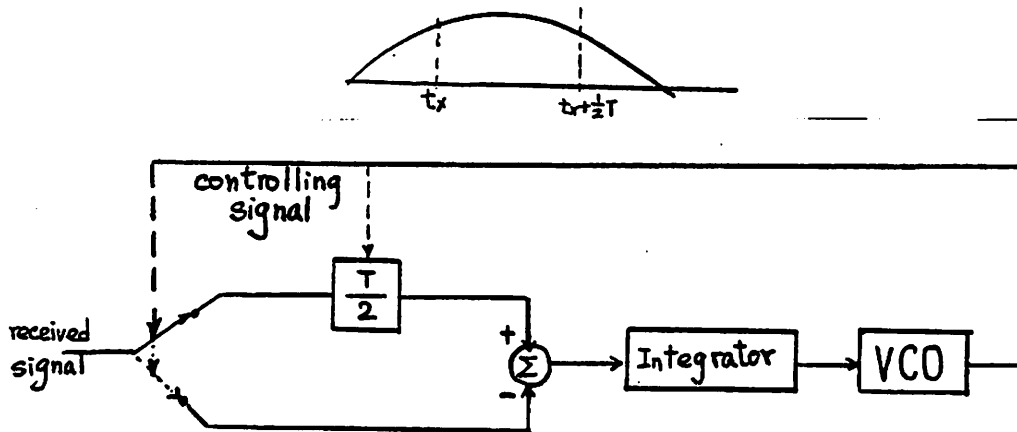 tx
tx+½T
controlling
signal
T
2
received
signal
+
Σ
-
Integrator
VCO